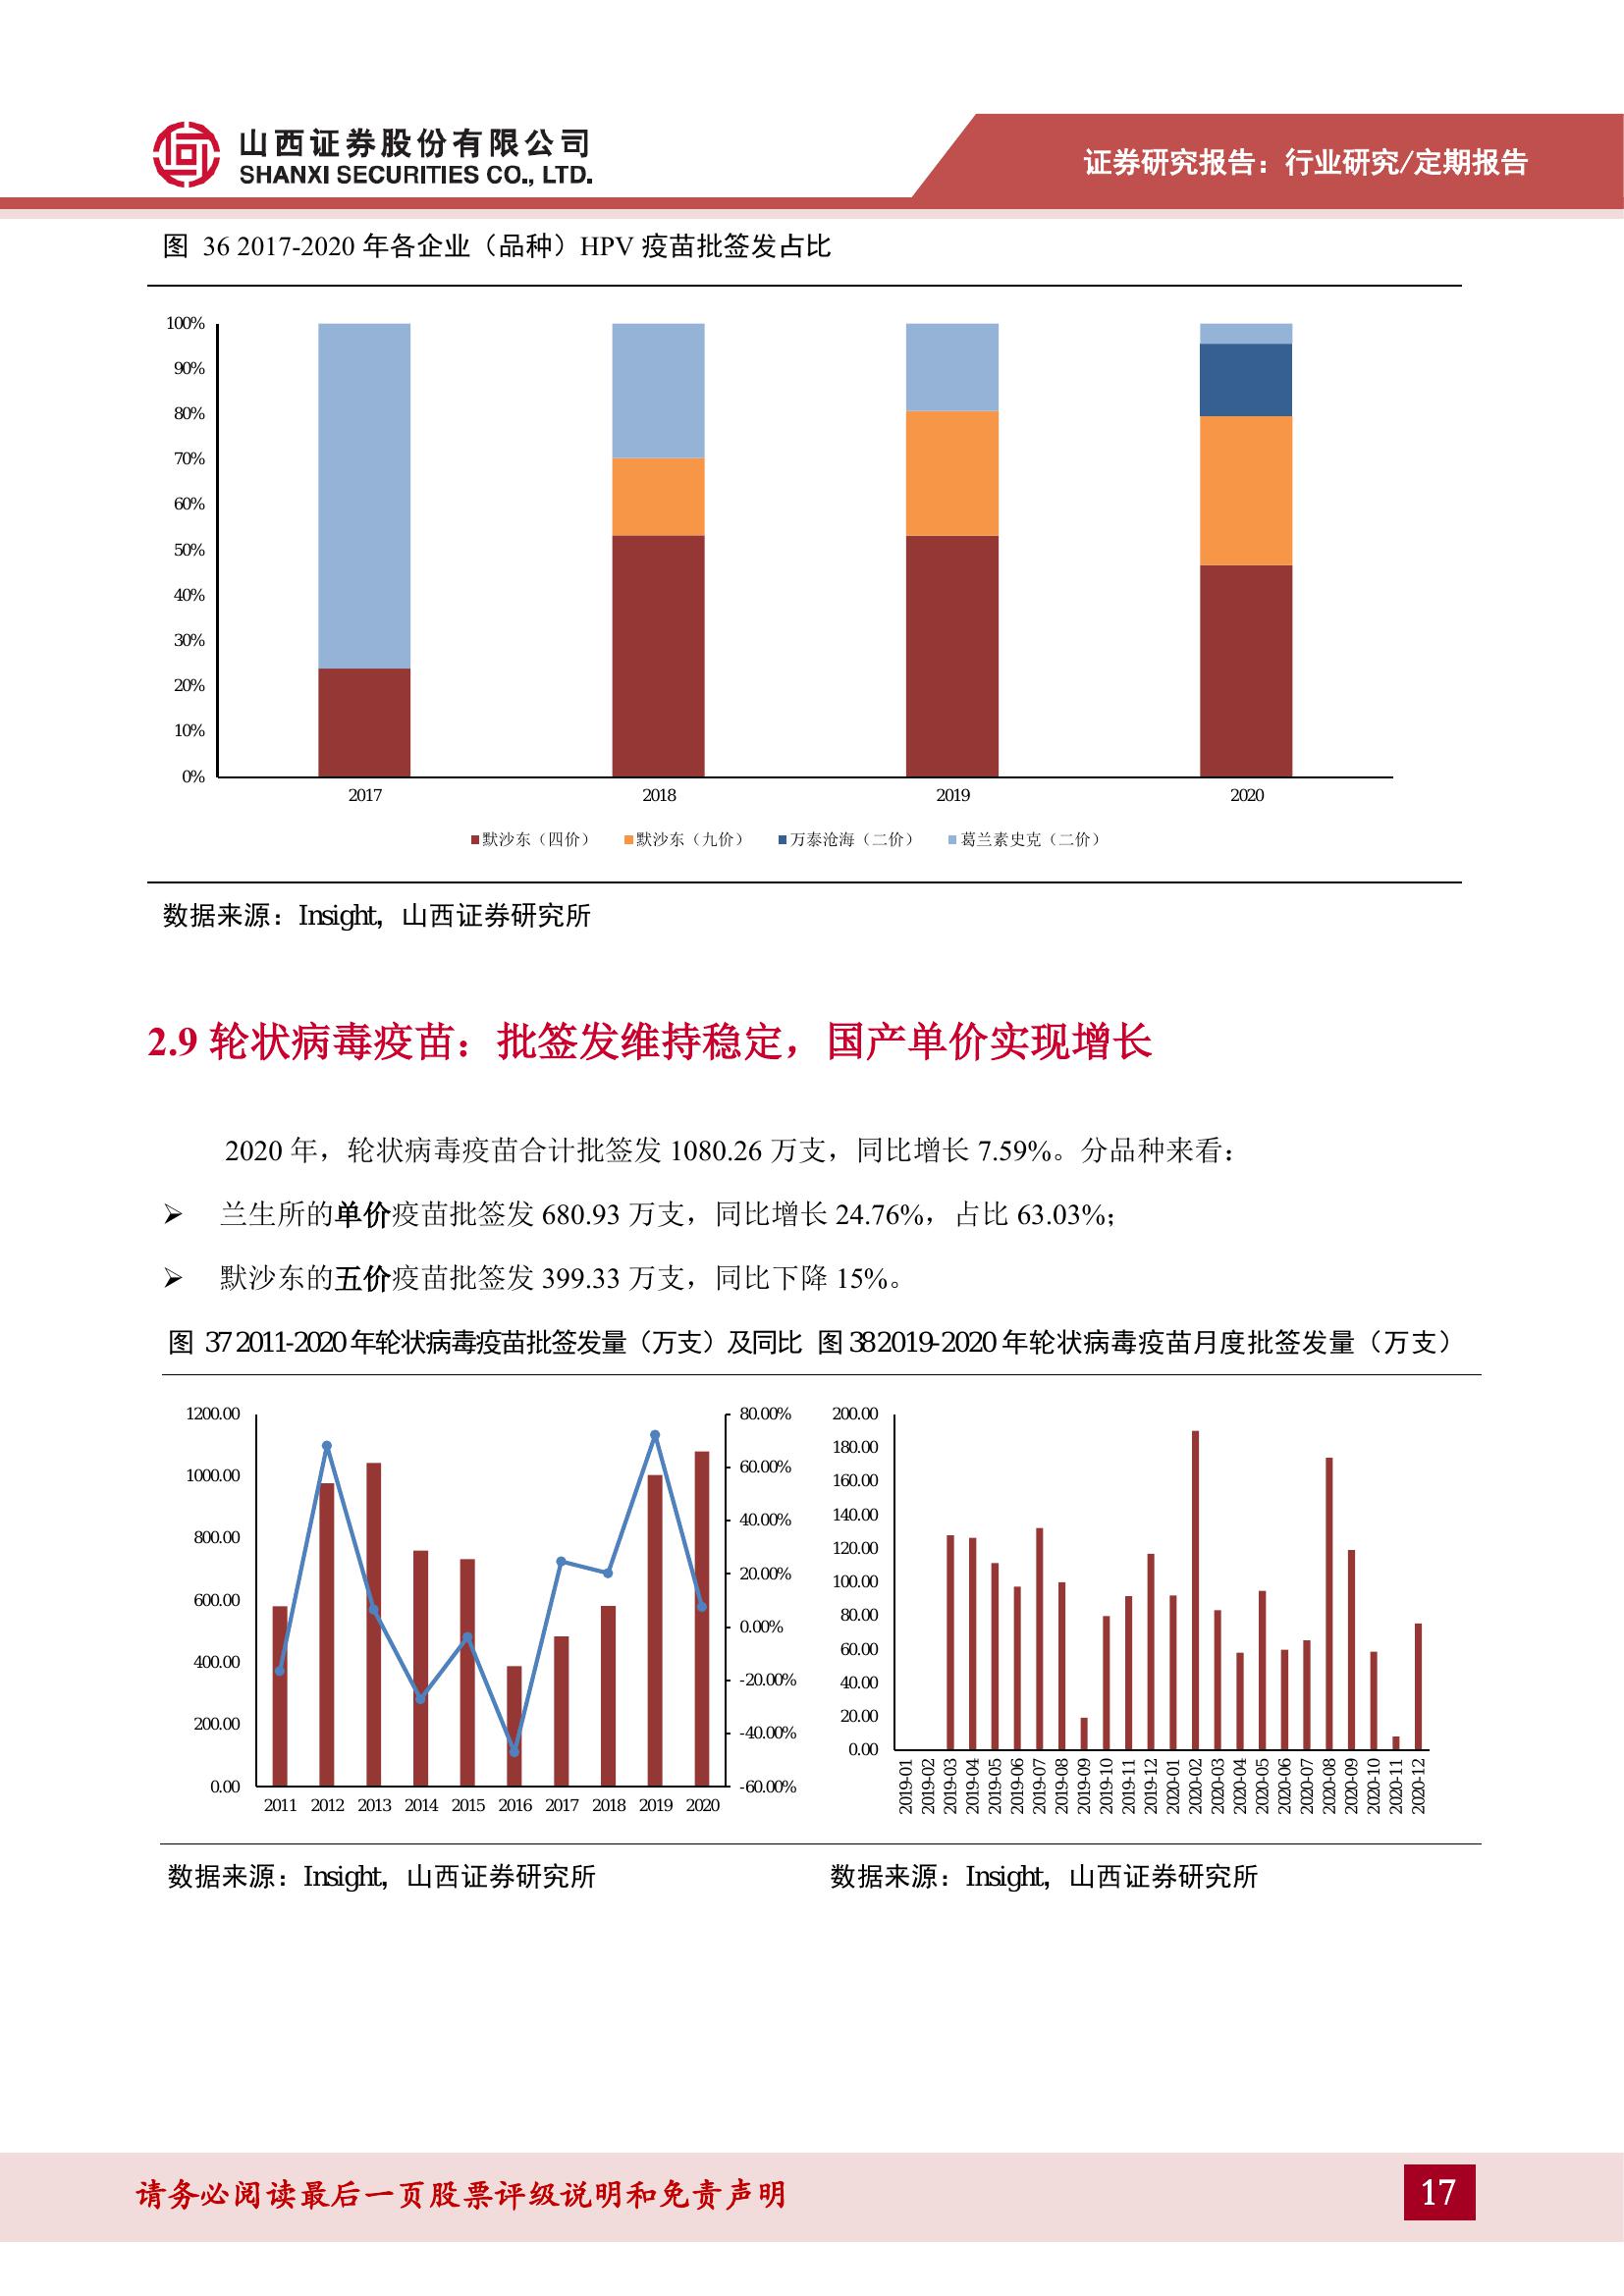 山西证券股份有限公司
SHANXI SECURITIES CO., LTD.
证券研究报告：行业研究/定期报告
图 36 2017-2020 年各企业（品种）HPV 疫苗批签发占比
100%
90%
80%
70%
60%
50%
40%
30%
20%
10%
0%
2017 2018 2019 2020
默沙东（四价） 默沙东（九价） 万泰沧海（二价） 葛兰素史克（二价）
数据来源：Insight，山西证券研究所
2.9 轮状病毒疫苗：批签发维持稳定，国产单价实现增长
2020 年，轮状病毒疫苗合计批签发 1080.26 万支，同比增长 7.59%。分品种来看：
➢ 兰生所的单价疫苗批签发 680.93 万支，同比增长 24.76%，占比 63.03%；
➢ 默沙东的五价疫苗批签发 399.33 万支，同比下降 15%。
图 37 2011-2020 年轮状病毒疫苗批签发量（万支）及同比
1200.00
1000.00
800.00
600.00
400.00
200.00
0.00
80.00%
60.00%
40.00%
20.00%
0.00%
-20.00%
-40.00%
-60.00%
2011 2012 2013 2014 2015 2016 2017 2018 2019 2020
数据来源：Insight，山西证券研究所
图 38 2019-2020 年轮状病毒疫苗月度批签发量（万支）
200.00
180.00
160.00
140.00
120.00
100.00
80.00
60.00
40.00
20.00
0.00
2019-01 2019-02 2019-03 2019-04 2019-05 2019-06 2019-07 2019-08 2019-09 2019-10 2019-11 2019-12 2020-01 2020-02 2020-03 2020-04 2020-05 2020-06 2020-07 2020-08 2020-09 2020-10 2020-11 2020-12
数据来源：Insight，山西证券研究所
请务必阅读最后一页股票评级说明和免责声明
17